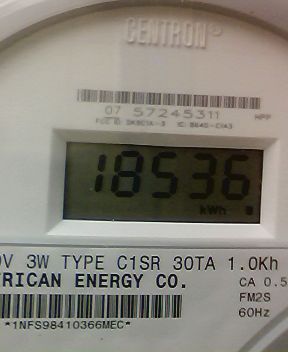 CENTRON®
07 57245311
HPP
18536
kWh
V 3W TYPE C1SR 30TA 1.0Kh
RICAN ENERGY CO.
CA 0.5
FM2S
60Hz
*1NFS98410366MEC*